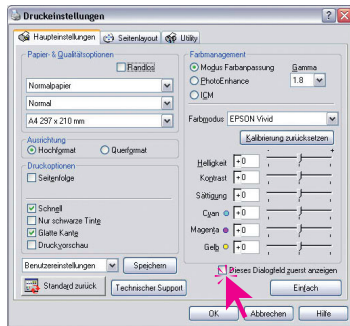 Druckeinstellungen
Haupteinstellungen Seitenlayout Utility
Papier- & Qualitätsoptionen
Randlos
Normalpapier
Normal
A4 297 x 210 mm
Ausrichtung
Hochformat Querformat
Druckoptionen
Seitenfolge
Schnell
Nur schwarze Tinte
Glatte Kante
Druckvorschau
Benutzereinstellungen Speichern
Standard zurück Technischer Support
Farbmanagement
Modus Farbanpassung Gamma
PhotoEnhance 1.8
ICM
Farbmodus EPSON Vivid
Kalibrierung zurücksetzen
Helligkeit +0
Kontrast +0
Sättigung +0
Cyan +0
Magenta +0
Gelb +0
Dieses Dialogfeld zuerst anzeigen
Einfach
OK Abbrechen Hilfe